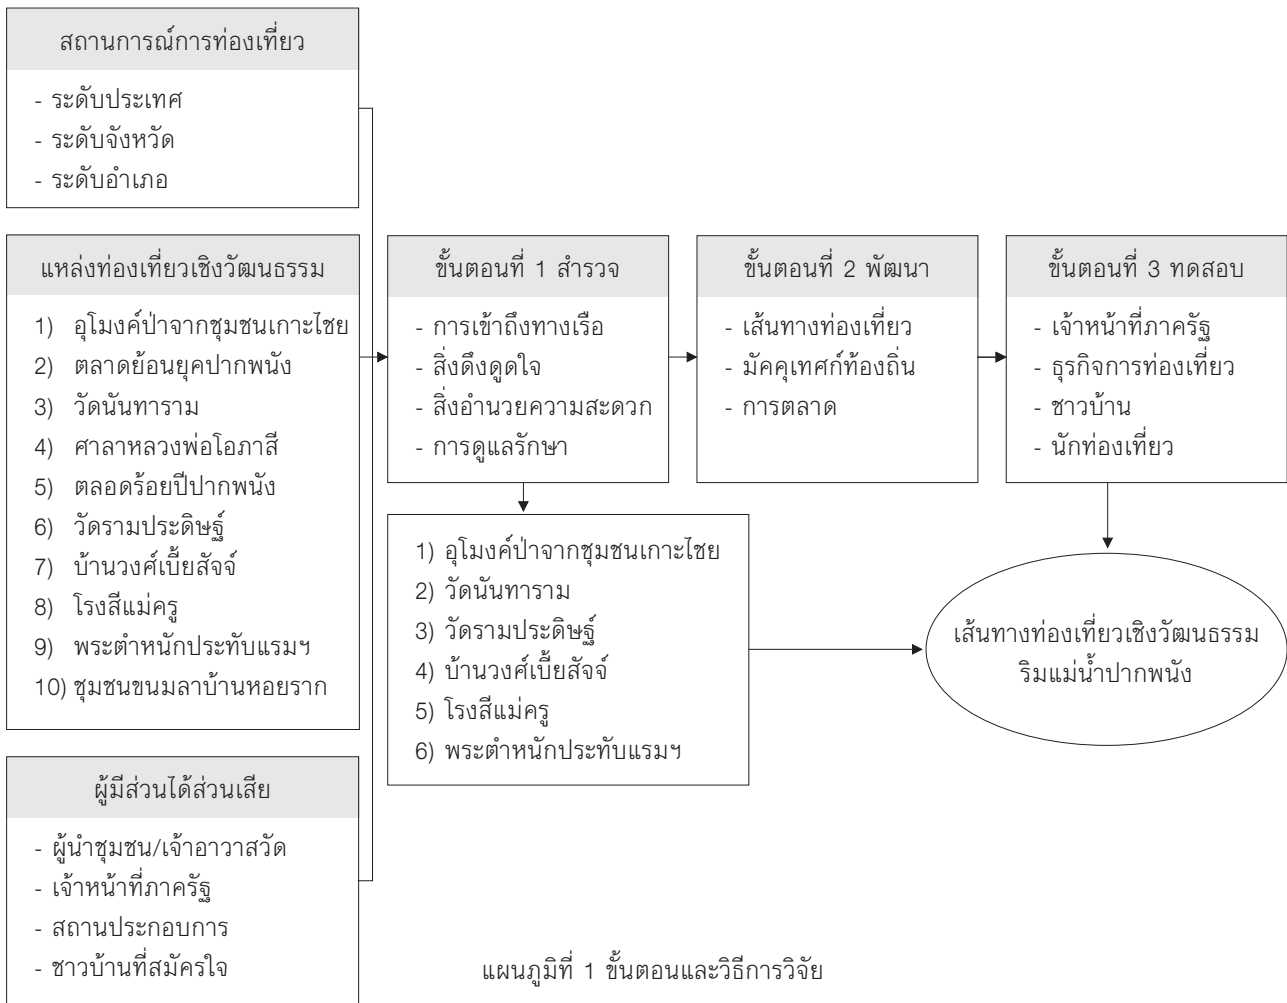 สถานการณ์การท่องเที่ยว
- ระดับประเทศ
- ระดับจังหวัด
- ระดับอำเภอ
แหล่งท่องเที่ยวเชิงวัฒนธรรม
1) อุโมงค์ป่าจากชุมชนเกาะไชย
2) ตลาดย้อนยุคปากพนัง
3) วัดนันทาราม
4) ศาลาหลวงพ่อโอภาสี
5) ตลอดร้อยปีปากพนัง
6) วัดรามประดิษฐ์
7) บ้านวงศ์เบี้ยสัจจ์
8) โรงสีแม่ครู
9) พระตำหนักประทับแรมฯ
10) ชุมชนขนมลาบ้านหอยราก
ผู้มีส่วนได้ส่วนเสีย
- ผู้นำชุมชน/เจ้าอาวาสวัด
- เจ้าหน้าที่ภาครัฐ
- สถานประกอบการ
- ชาวบ้านที่สมัครใจ
ขั้นตอนที่ 1 สำรวจ
- การเข้าถึงทางเรือ
- สิ่งดึงดูดใจ
- สิ่งอำนวยความสะดวก
- การดูแลรักษา
1) อุโมงค์ป่าจากชุมชนเกาะไชย
2) วัดนันทาราม
3) วัดรามประดิษฐ์
4) บ้านวงศ์เบี้ยสัจจ์
5) โรงสีแม่ครู
6) พระตำหนักประทับแรมฯ
ขั้นตอนที่ 2 พัฒนา
- เส้นทางท่องเที่ยว
- มัคคุเทศก์ท้องถิ่น
- การตลาด
ขั้นตอนที่ 3 ทดสอบ
- เจ้าหน้าที่ภาครัฐ
- ธุรกิจการท่องเที่ยว
- ชาวบ้าน
- นักท่องเที่ยว
เส้นทางท่องเที่ยวเชิงวัฒนธรรม
ริมแม่น้ำปากพนัง
แผนภูมิที่ 1 ขั้นตอนและวิธีการวิจัย